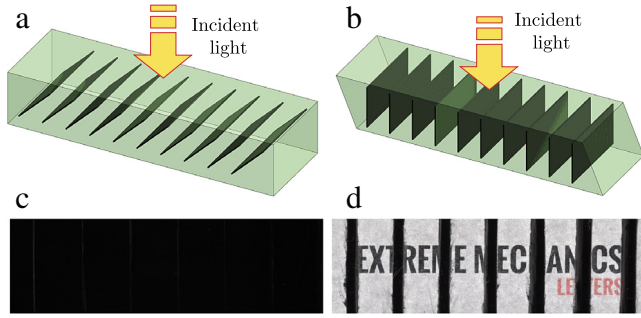 a
Incident
light
b
Incident
light
c
d
EXTREME MECHANICS
LETTERS